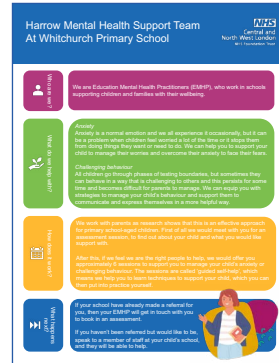 Harrow Mental Health Support Team
At Whitchurch Primary School
NHS
Central and
North West London
NHS Foundation Trust
Who are we?
We are Education Mental Health Practitioners (EMHP), who work in schools
supporting children and families with their wellbeing.
What do we help with?
Anxiety
Anxiety is a normal emotion and we all experience it occasionally, but it can
be a problem when children feel worried a lot of the time or it stops them
from doing things they want or need to do. We can help you to support your
child to manage their worries and overcome their anxiety to face their fears.
Challenging behaviour
All children go through phases of testing boundaries, but sometimes they
can behave in a way that is challenging to others and this persists for some
time and becomes difficult for parents to manage. We can equip you with
strategies to manage your child's behaviour and support them to
communicate and express themselves in a more helpful way.
How does it work?
We work with parents as research shows that this is an effective approach
for primary school-aged children. First of all we would meet with you for an
assessment session, to find out about your child and what you would like
support with.
After this, if we feel we are the right people to help, we would offer you
approximately 8 sessions to support you to manage your child's anxiety or
challenging behaviour. The sessions are called 'guided self-help', which
means we help you to learn techniques to support your child, which you can
then put into practice yourself.
What happens next?
If your school have already made a referral for
you, then your EMHP will get in touch with you
to book in an assessment.
If you haven't been referred but would like to be,
speak to a member of staff at your child's school,
and they will be able to help.